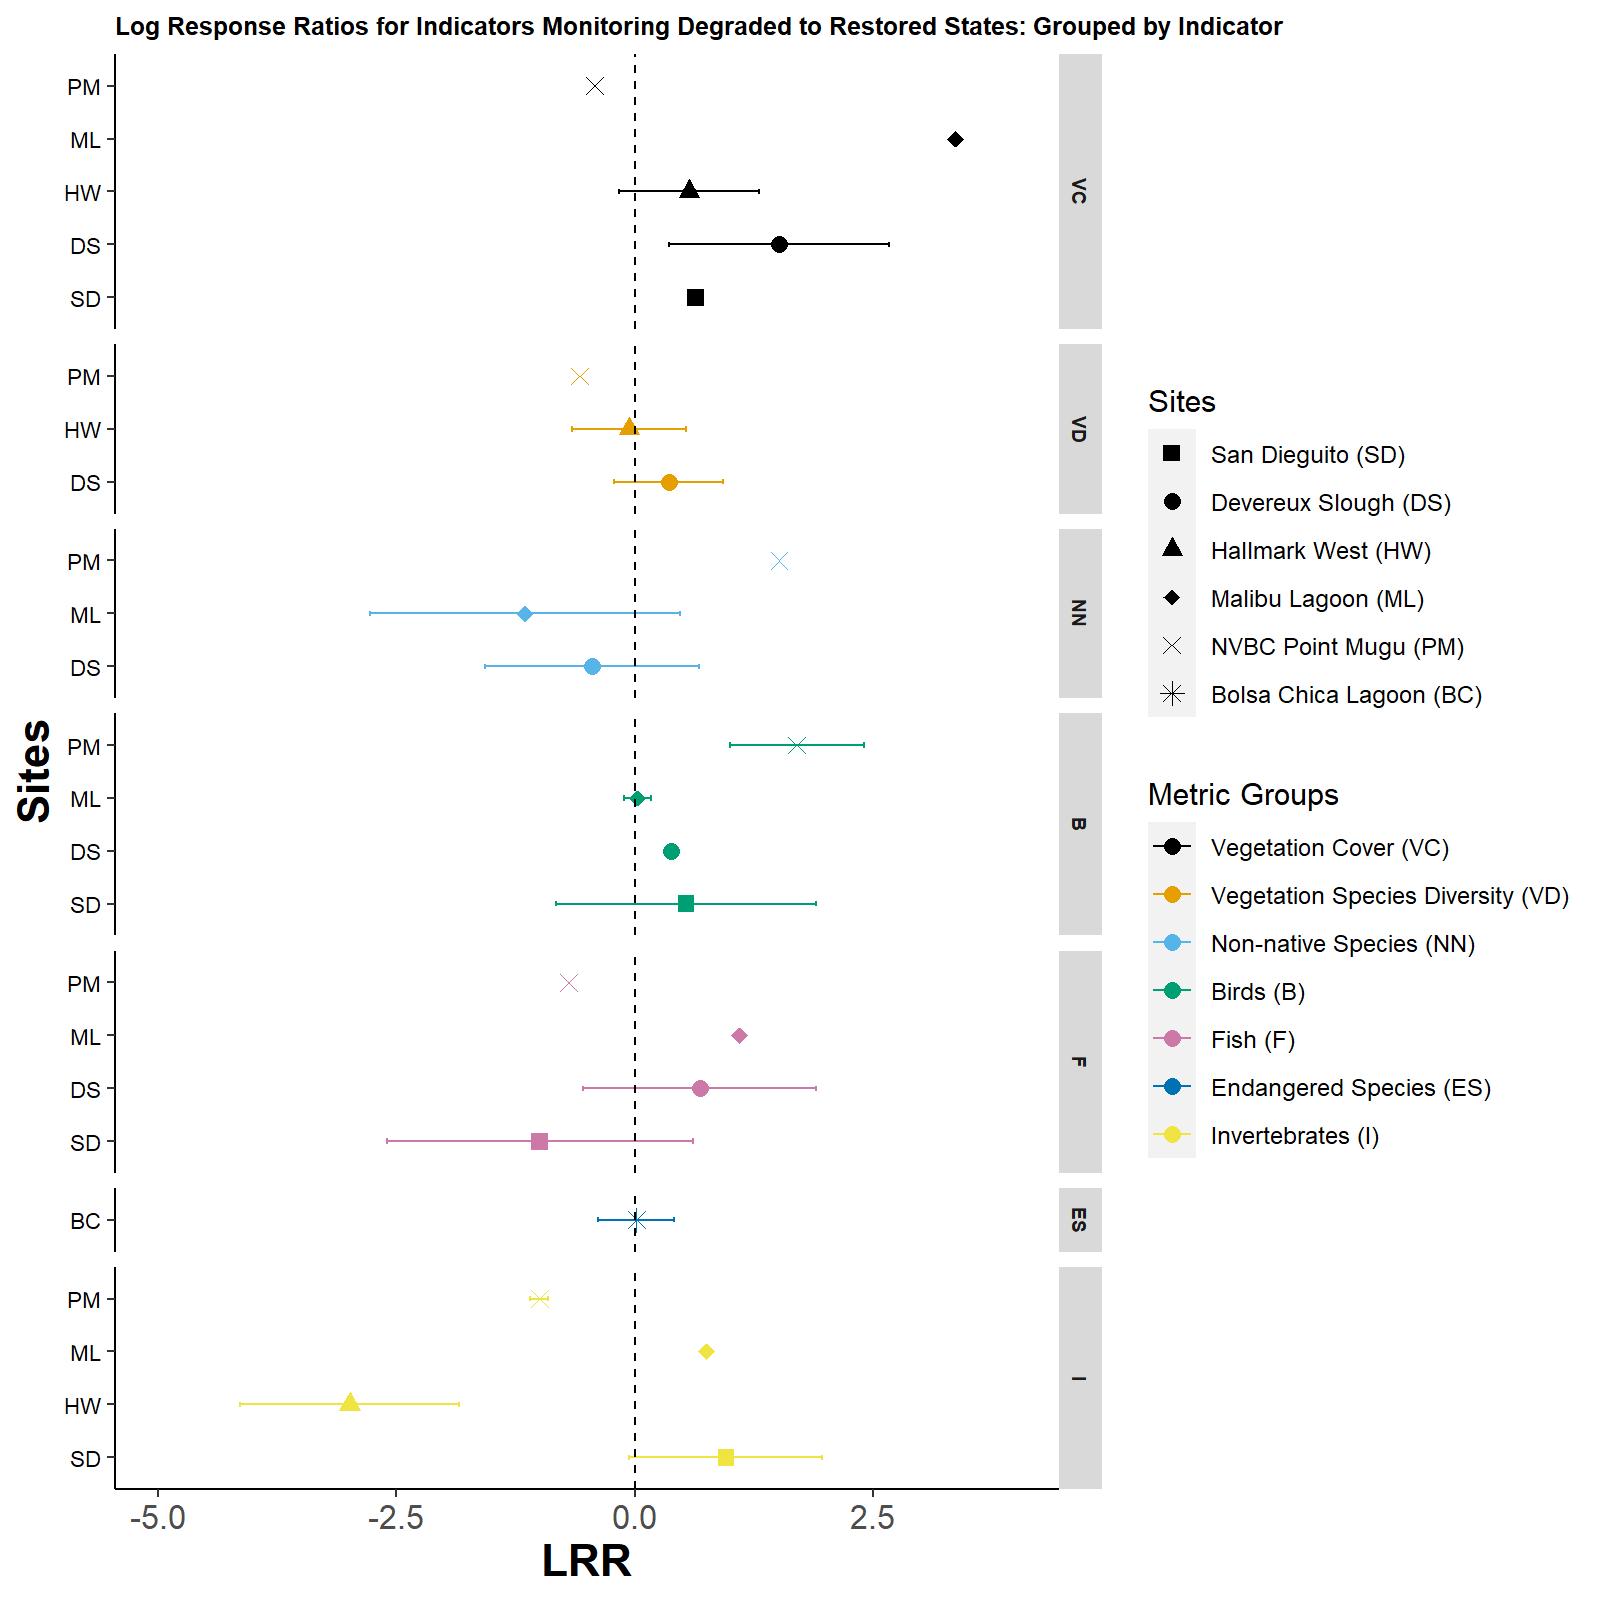 Log Response Ratios for Indicators Monitoring Degraded to Restored States: Grouped by Indicator
PM
ML
HW
DS
SD
VC
PM
HW
DS
VD
PM
ML
DS
NN
PM
ML
DS
SD
B
PM
ML
DS
SD
F
BC
ES
PM
ML
HW
SD
I
Sites
-5.0
-2.5
0.0
2.5
LRR
Sites
San Dieguito (SD)
Devereux Slough (DS)
Hallmark West (HW)
Malibu Lagoon (ML)
NVBC Point Mugu (PM)
Bolsa Chica Lagoon (BC)
Metric Groups
Vegetation Cover (VC)
Vegetation Species Diversity (VD)
Non-native Species (NN)
Birds (B)
Fish (F)
Endangered Species (ES)
Invertebrates (I)